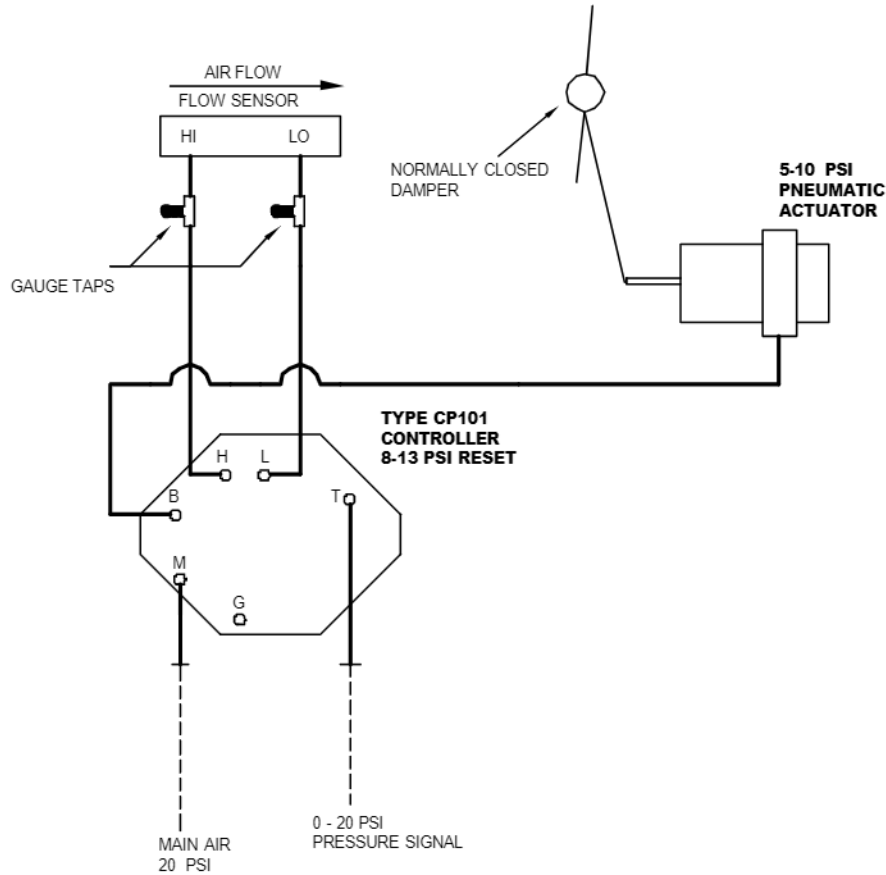 AIR FLOW
FLOW SENSOR
HI
LO
NORMALLY CLOSED
DAMPER
5-10 PSI
PNEUMATIC
ACTUATOR
GAUGE TAPS
TYPE CP101
CONTROLLER
8-13 PSI RESET
H
L
B
T
M
G
0 - 20 PSI
PRESSURE SIGNAL
MAIN AIR
20 PSI